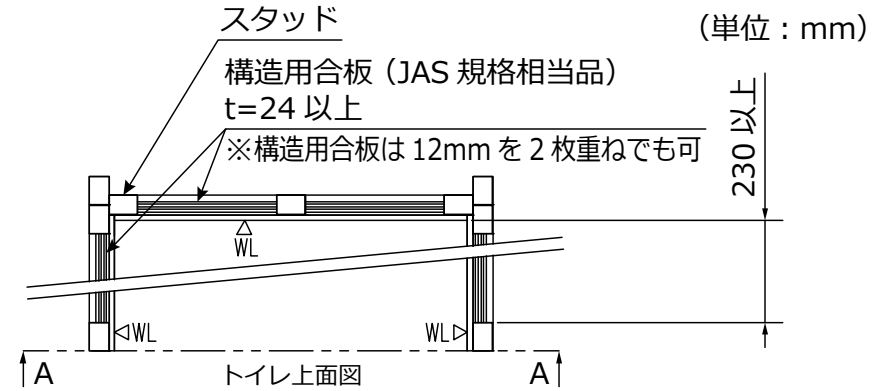 スタッド
(単位:mm)
構造用合板(JAS 規格相当品)
t=24 以上
※構造用合板は 12mm を 2 枚重ねでも可
230 以上
WL
WL
WL
A
トイレ上面図
A